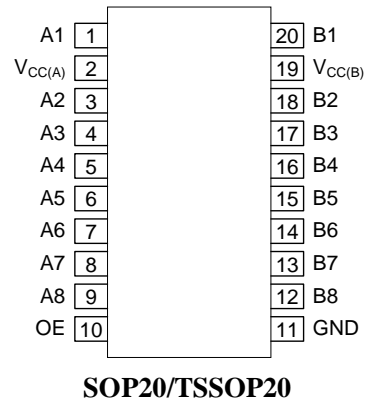 A1 1 20 B1
VCC(A) 2 19 VCC(B)
A2 3 18 B2
A3 4 17 B3
A4 5 16 B4
A5 6 15 B5
A6 7 14 B6
A7 8 13 B7
A8 9 12 B8
OE 10 11 GND
SOP20/TSSOP20